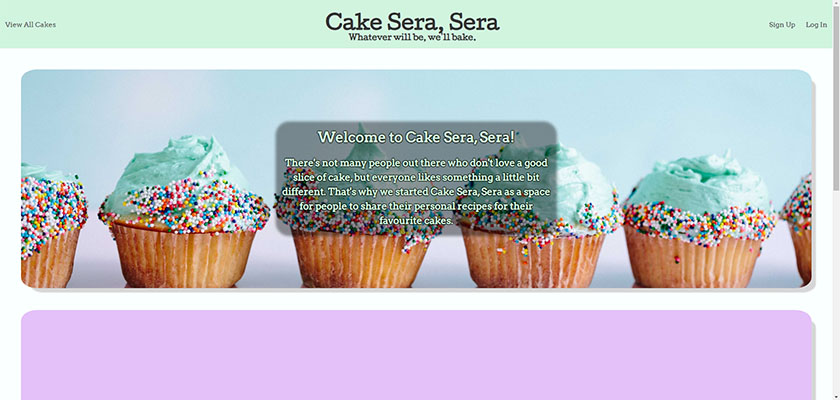 View All Cakes
Cake Sera, Sera
Whatever will be, we'll bake.
Sign Up
Log In
Welcome to Cake Sera, Sera!
There's not many people out there who don't love a good
slice of cake, but everyone likes something a little bit
different. That's why we started Cake Sera, Sera as a space
for people to share their personal recipes for their
favourite cakes.